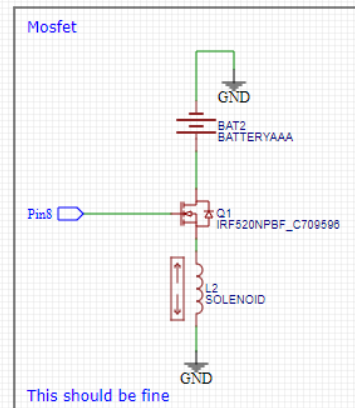 Mosfet
GND
BAT2
BATTERYAAA
Pin8
Q1
IRF520NPBF_C709596
L2
SOLENOID
GND
This should be fine